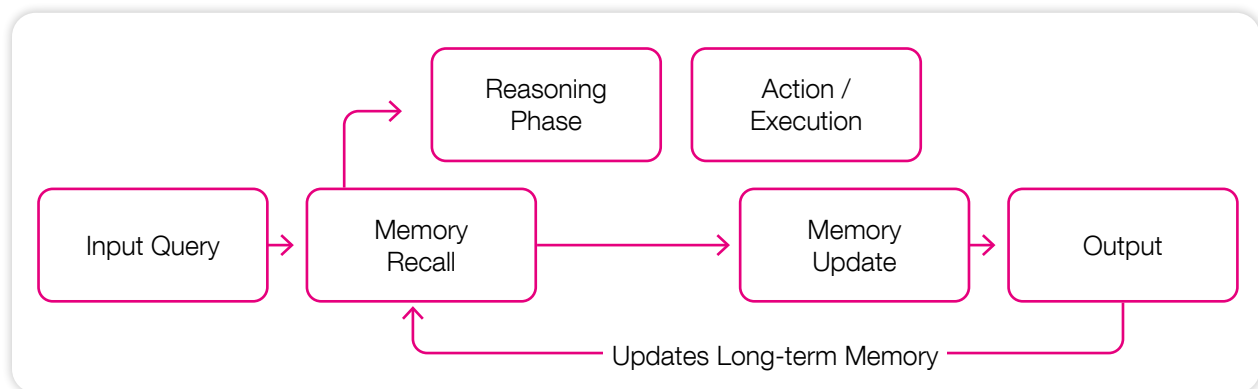 Reasoning
Phase
Action /
Execution
Input Query
Memory
Recall
Memory
Update
Output
Updates Long-term Memory